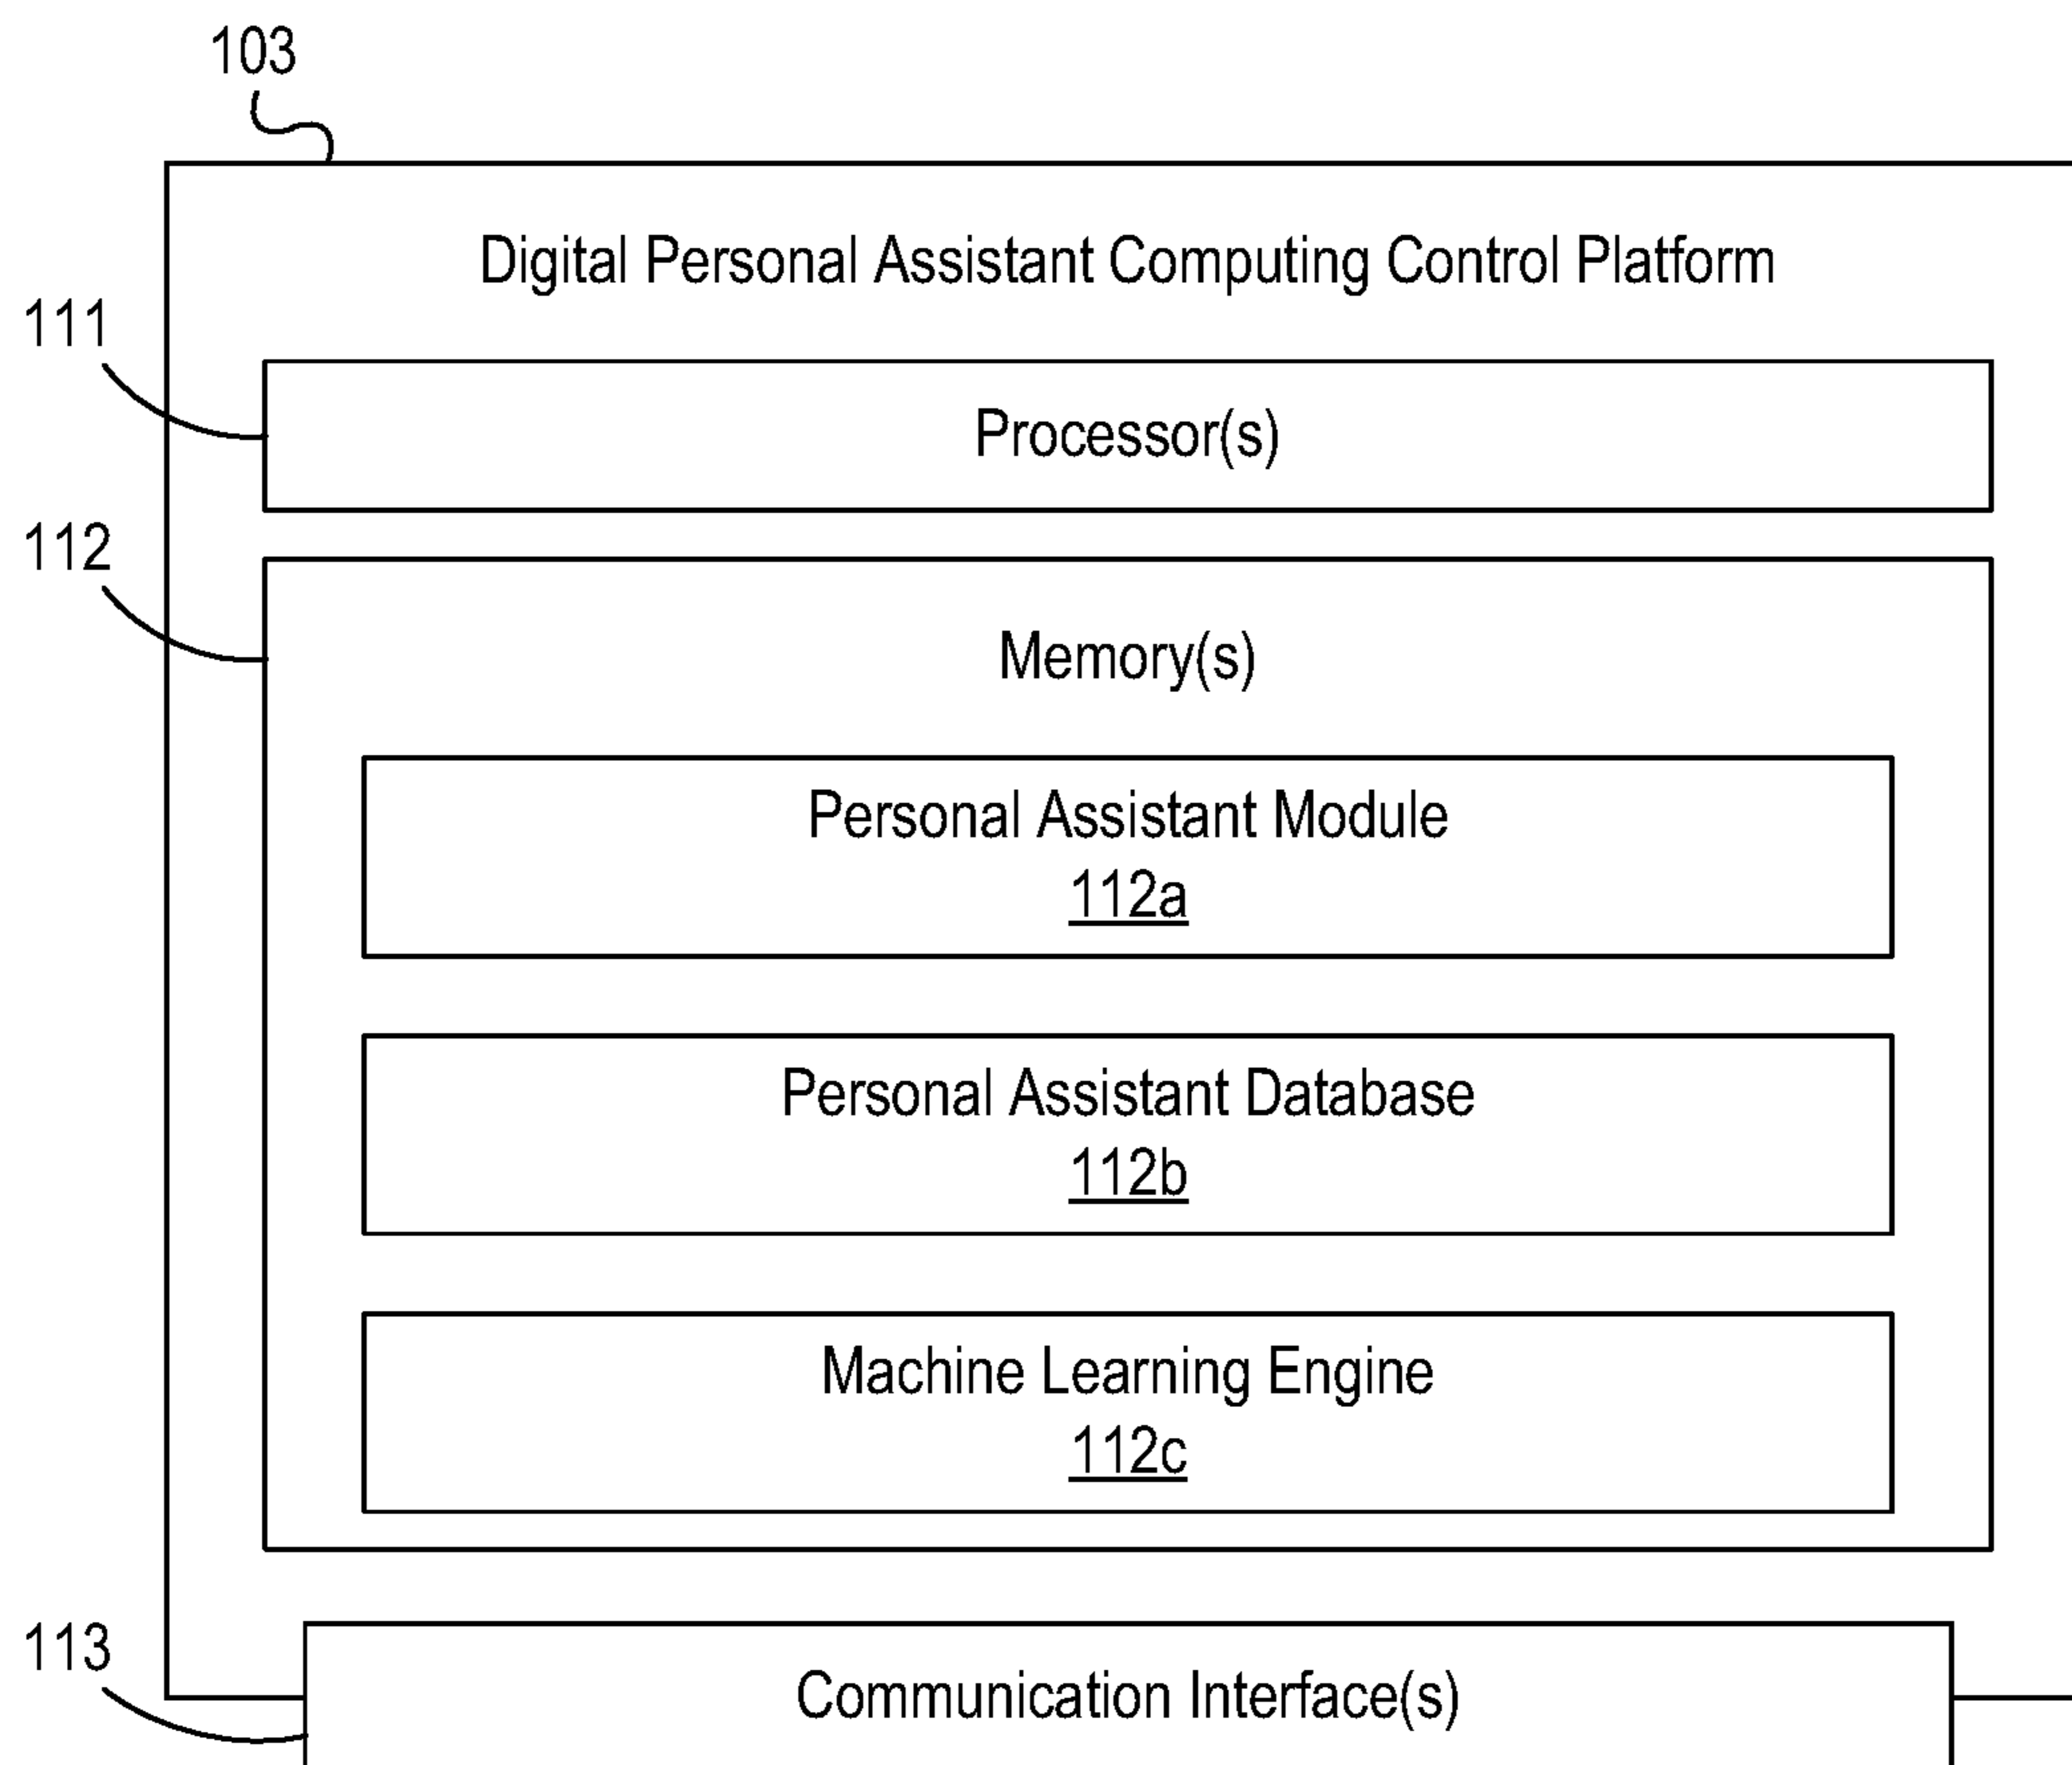 103
Digital Personal Assistant Computing Control Platform
111
Processor(s)
112
Memory(s)
Personal Assistant Module
112a
Personal Assistant Database
112b
Machine Learning Engine
112c
113
Communication Interface(s)